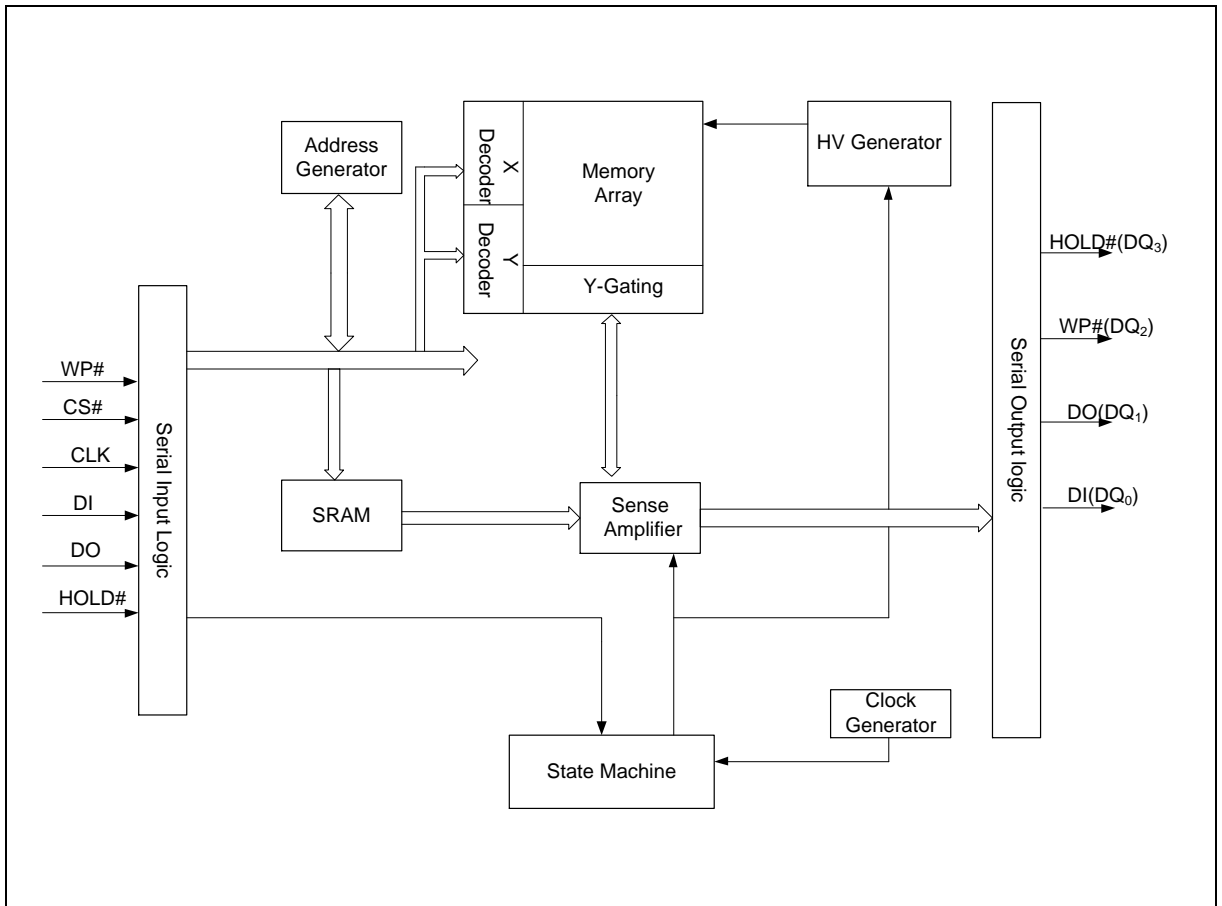 Address
Generator
X
Decoder
Y
Decoder
Memory
Array
Y-Gating
HV Generator
WP#
CS#
CLK
DI
DO
HOLD#
Serial Input Logic
SRAM
Sense
Amplifier
Serial Output logic
HOLD#(DQ₃)
WP#(DQ₂)
DO(DQ₁)
DI(DQ₀)
Clock
Generator
State Machine